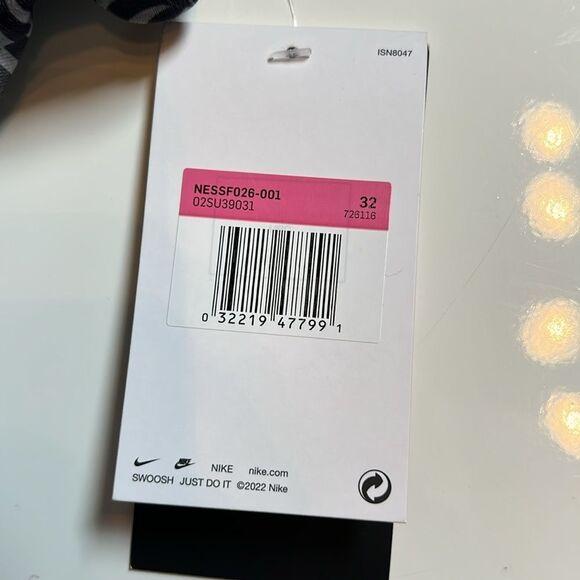 ISN8047
NESSF026-001 32
02SU39031 726116
0 32219 47799 1
NIKE nike.com
SWOOSH JUST DO IT ©2022 Nike